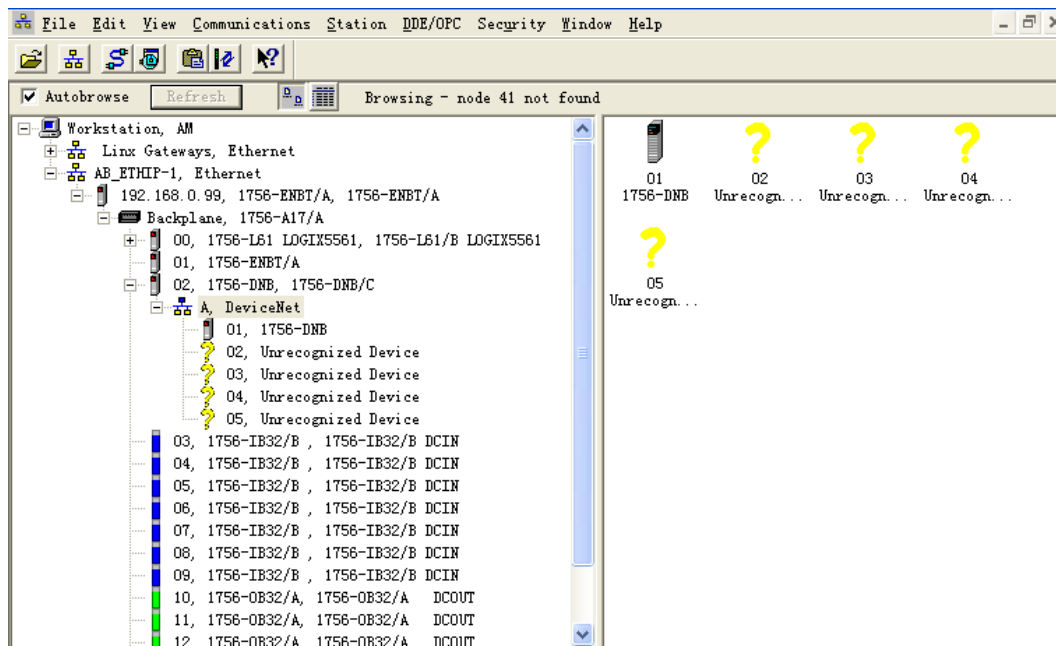 File Edit View Communications Station DDE/OPC Security Window Help
Autobrowse Refresh Browsing - node 41 not found
Workstation, AM
Linx Gateways, Ethernet
AB_ETHIP-1, Ethernet
192.168.0.99, 1756-ENBT/A, 1756-ENBT/A
Backplane, 1756-A17/A
00, 1756-L61 LOGIX5561, 1756-L61/B LOGIX5561
01, 1756-ENBT/A
02, 1756-DNB, 1756-DNB/C
A, DeviceNet
01, 1756-DNB
02, Unrecognized Device
03, Unrecognized Device
04, Unrecognized Device
05, Unrecognized Device
03, 1756-IB32/B , 1756-IB32/B DCIN
04, 1756-IB32/B , 1756-IB32/B DCIN
05, 1756-IB32/B , 1756-IB32/B DCIN
06, 1756-IB32/B , 1756-IB32/B DCIN
07, 1756-IB32/B , 1756-IB32/B DCIN
08, 1756-IB32/B , 1756-IB32/B DCIN
09, 1756-IB32/B , 1756-IB32/B DCIN
10, 1756-OB32/A, 1756-OB32/A DCOUT
11, 1756-OB32/A, 1756-OB32/A DCOUT
12, 1756-OB32/A, 1756-OB32/A DCOUT
01 02 03 04
1756-DNB Unrecogn... Unrecogn... Unrecogn...
05
Unrecogn...